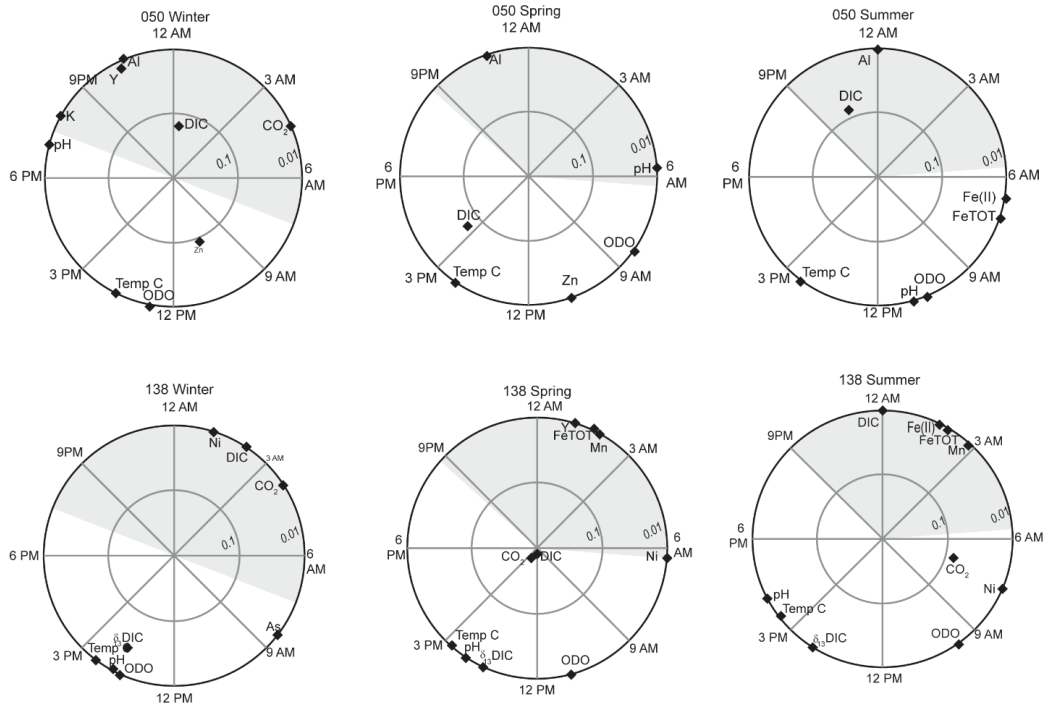 050 Winter
12 AM
Al
Y
9PM
3 AM
K
DIC
CO2
pH
0.1
0.01
6 PM
6
AM
Zn
3 PM
9 AM
Temp C
ODO
12 PM
050 Spring
12 AM
Al
9PM
3 AM
0.1
0.01
6
PM
pH
6
AM
DIC
ODO
3 PM
Temp C
Zn
9 AM
12 PM
050 Summer
12 AM
Al
9PM
3 AM
DIC
0.1
0.01
6
PM
6 AM
Fe(II)
FeTOT
3 PM
Temp C
ODO
pH
9 AM
12 PM
138 Winter
12 AM
Ni
DIC
9PM
3 AM
CO2
0.1
0.01
6 PM
6
AM
As
δ13DIC
3 PM
Temp
pH
ODO
9 AM
12 PM
138 Spring
12 AM
Y
FeTOT
Mn
9PM
3 AM
0.1
0.01
6
PM
CO2
DIC
Ni
6
AM
Temp C
3 PM
pH
δ13DIC
ODO
9 AM
12 PM
138 Summer
12 AM
DIC
Fe(II)
FeTOT
Mn
9PM
3 AM
0.1
0.01
6
PM
6 AM
CO2
Ni
pH
Temp C
3 PM
δ13DIC
ODO
9 AM
12 PM